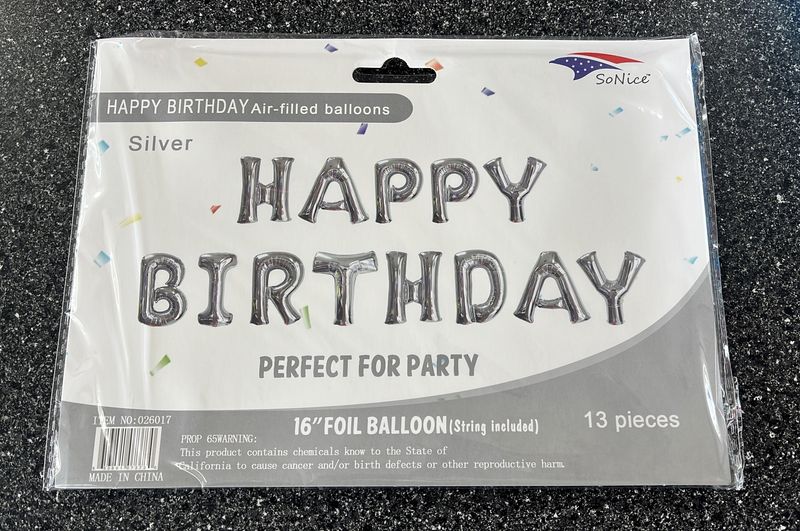 SoNice™
HAPPY BIRTHDAY Air-filled balloons
Silver
HAPPY
BIRTHDAY
PERFECT FOR PARTY
16″ FOIL BALLOON (String included)
13 pieces
ITEM NO:026017
MADE IN CHINA
PROP 65WARNING:
This product contains chemicals know to the State of
California to cause cancer and/or birth defects or other reproductive harm.